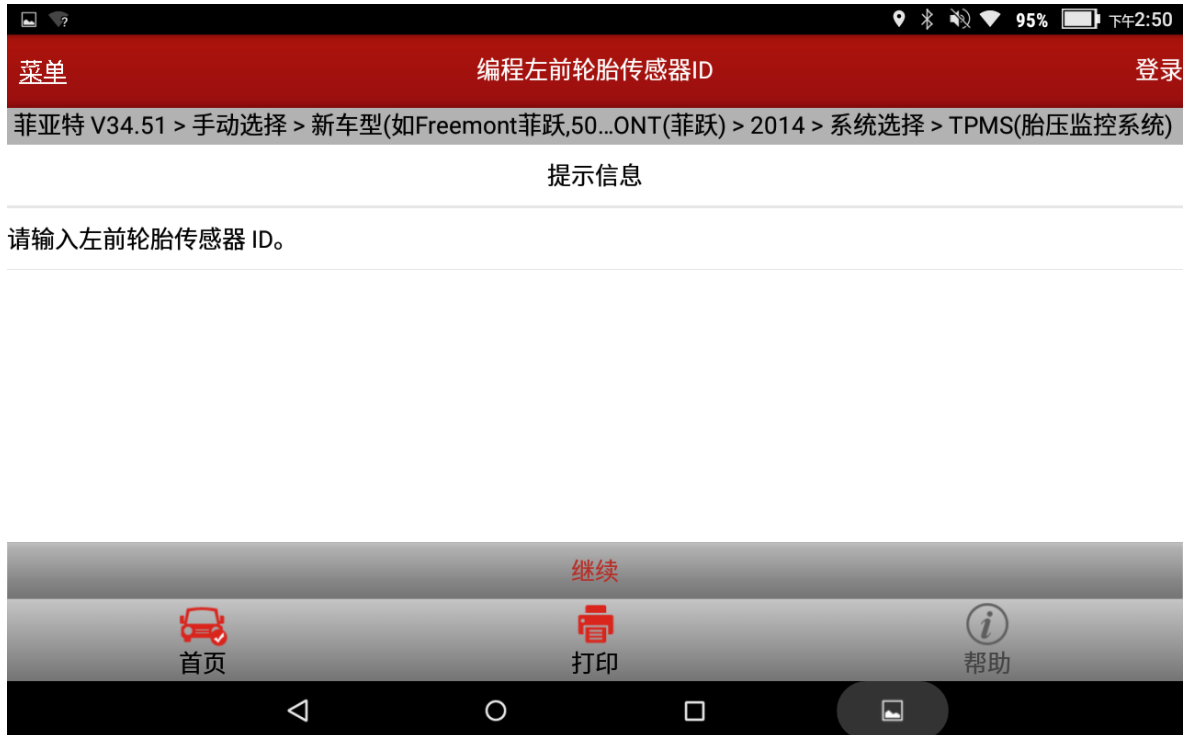 95% 下午2:50
菜单 编程左前轮胎传感器ID 登录
菲亚特 V34.51 > 手动选择 > 新车型(如Freemont菲跃,50...ONT(菲跃) > 2014 > 系统选择 > TPMS(胎压监控系统)
提示信息
请输入左前轮胎传感器 ID。
继续
首页 打印 帮助